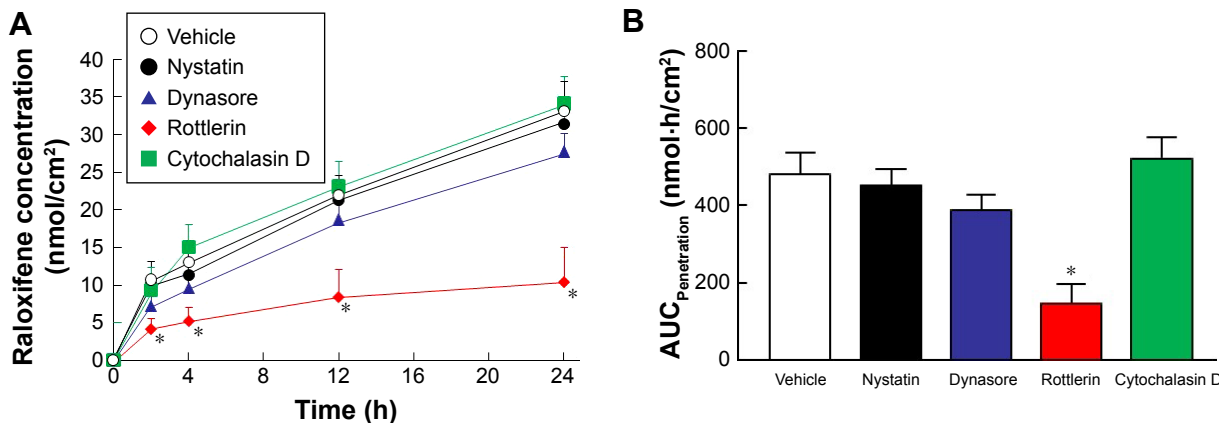 A
Vehicle
Nystatin
Dynasore
Rottlerin
Cytochalasin D
Raloxifene concentration
(nmol/cm²)
40
35
30
25
20
15
10
5
0
*
*
*
*
0
4
8
12
16
20
24
Time (h)
B
AUCPenetration (nmol·h/cm²)
800
600
400
200
0
*
Vehicle
Nystatin
Dynasore
Rottlerin
Cytochalasin D